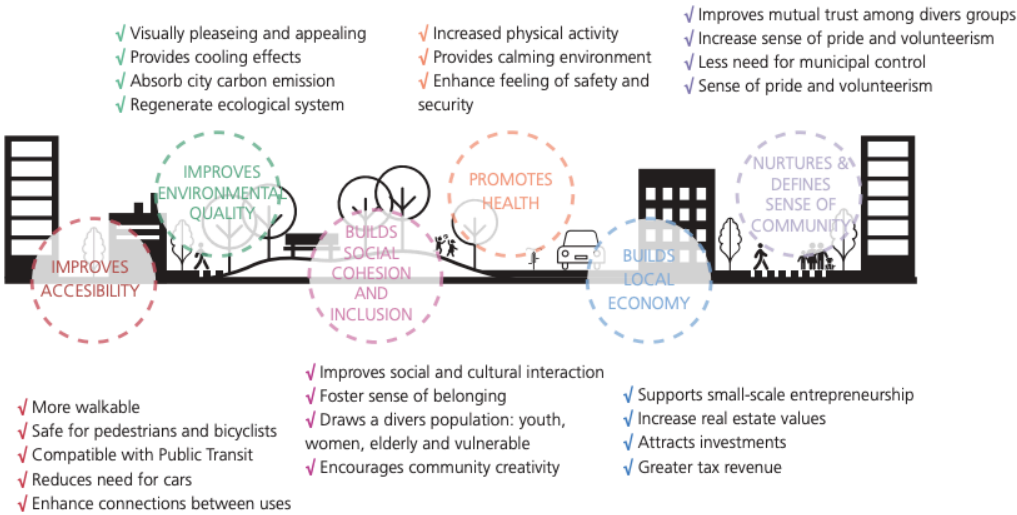 √ Visually pleaseing and appealing
√ Provides cooling effects
√ Absorb city carbon emission
√ Regenerate ecological system
√ Increased physical activity
√ Provides calming environment
√ Enhance feeling of safety and
security
√ Improves mutual trust among divers groups
√ Increase sense of pride and volunteerism
√ Less need for municipal control
√ Sense of pride and volunteerism
IMPROVES
ENVIRONMENTAL
QUALITY
PROMOTES
HEALTH
NURTURES &
DEFINES
SENSE OF
COMMUNITY
IMPROVES
ACCESIBILITY
BUILDS
SOCIAL
COHESION
AND
INCLUSION
BUILDS
LOCAL
ECONOMY
√ More walkable
√ Safe for pedestrians and bicyclists
√ Compatible with Public Transit
√ Reduces need for cars
√ Enhance connections between uses
√ Improves social and cultural interaction
√ Foster sense of belonging
√ Draws a divers population: youth,
women, elderly and vulnerable
√ Encourages community creativity
√ Supports small-scale entrepreneurship
√ Increase real estate values
√ Attracts investments
√ Greater tax revenue